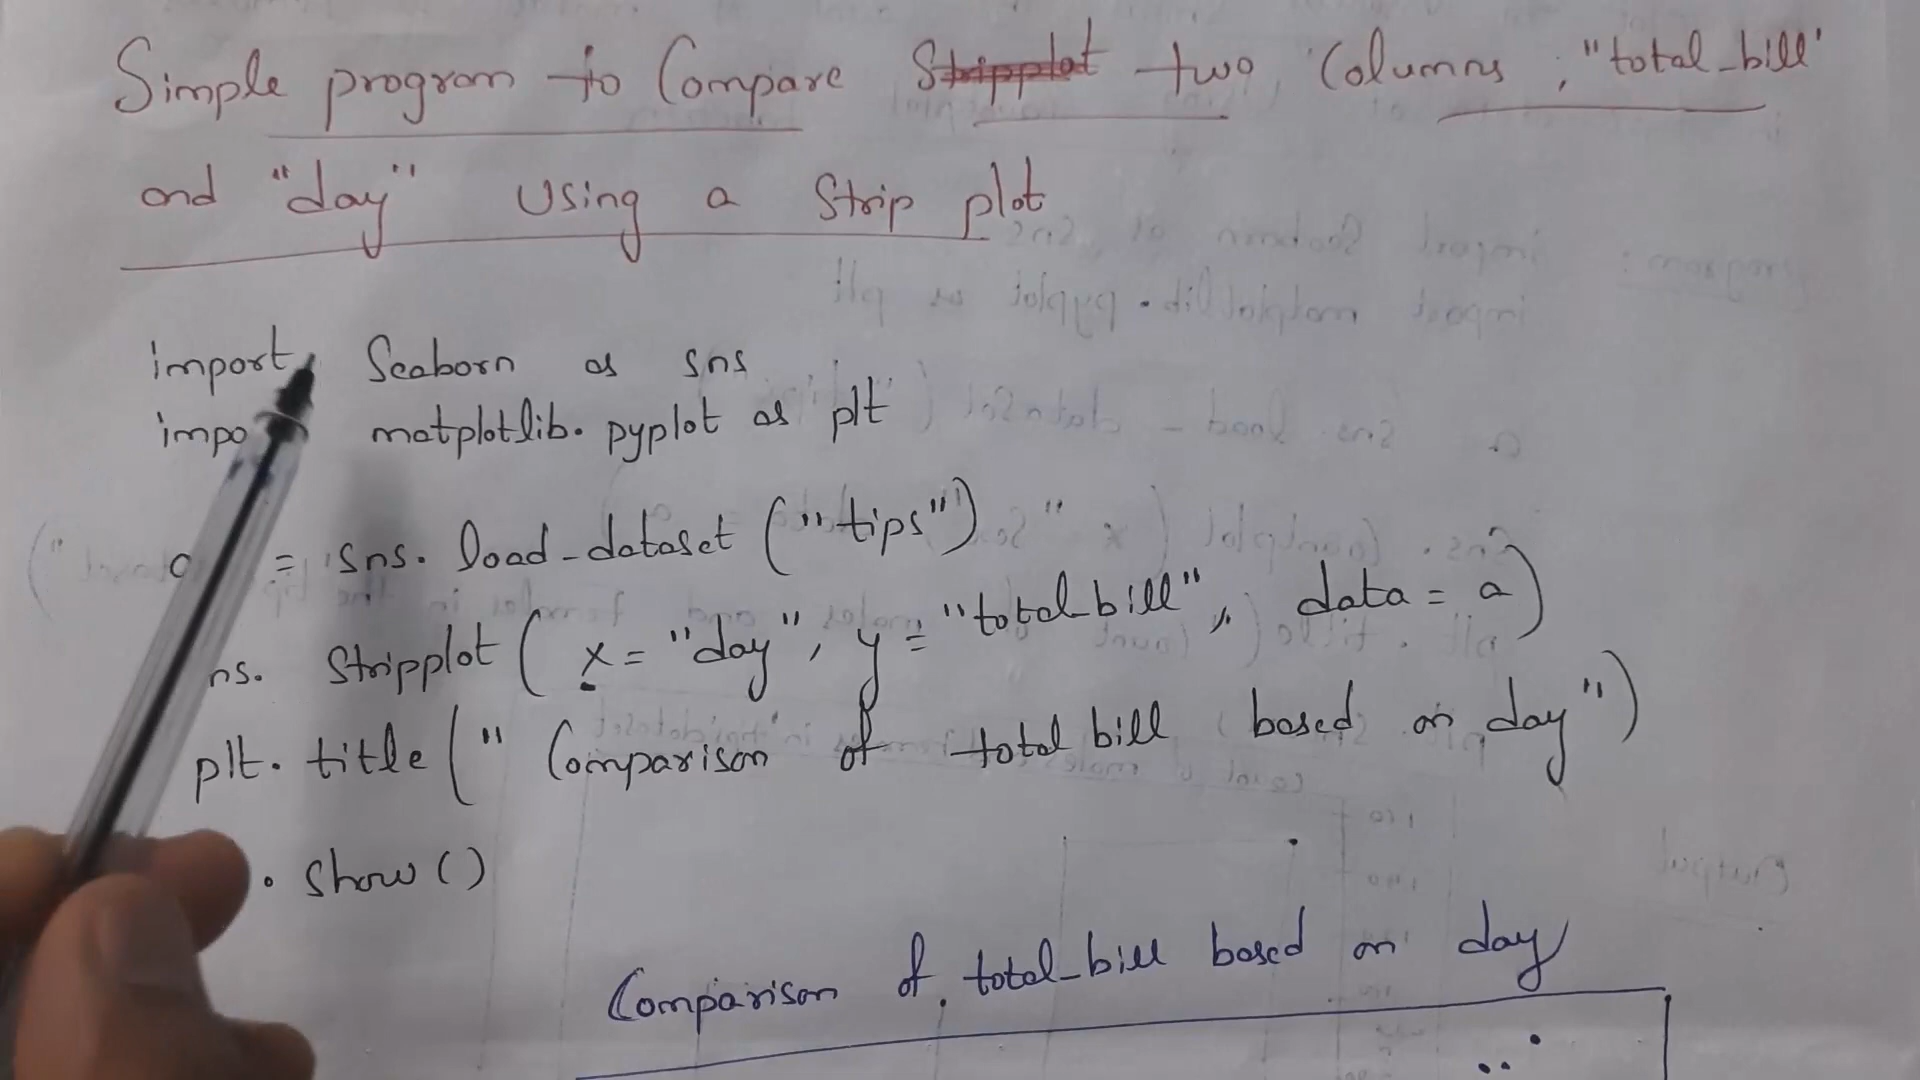 Simple program to Compare Stripplot two Columns, "total_bill"
and "day" Using a Strip plot
import Seaborn as sns
impo matplotlib. pyplot as plt
a = sns. load_dataset ("tips")
ns. Stripplot ( x = "day", y = "total_bill", data = a )
plt. title (" Comparison of total bill based on day")
. show ()
Comparison of total_bill based on day